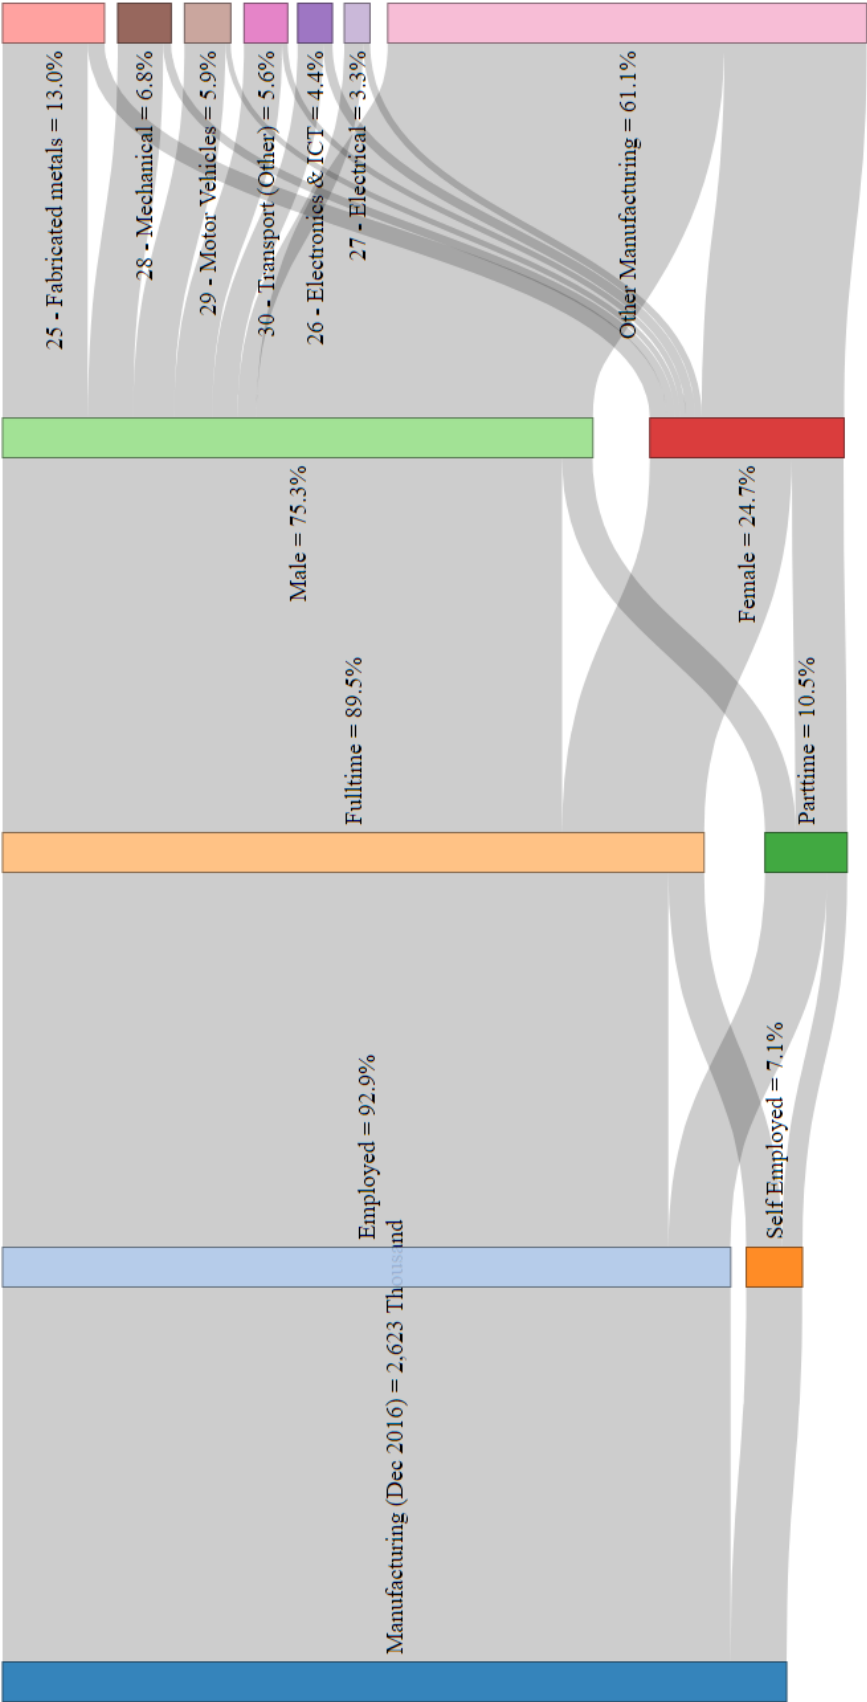 25 - Fabricated metals = 13.0%
28 - Mechanical = 6.8%
29 - Motor Vehicles = 5.9%
30 - Transport (Other) = 5.6%
26 - Electronics & ICT = 4.4%
27 - Electrical = 3.3%
Other Manufacturing = 61.1%
Male = 75.3%
Female = 24.7%
Fulltime = 89.5%
Parttime = 10.5%
Employed = 92.9%
Self Employed = 7.1%
Manufacturing (Dec 2016) = 2,623 Thousand